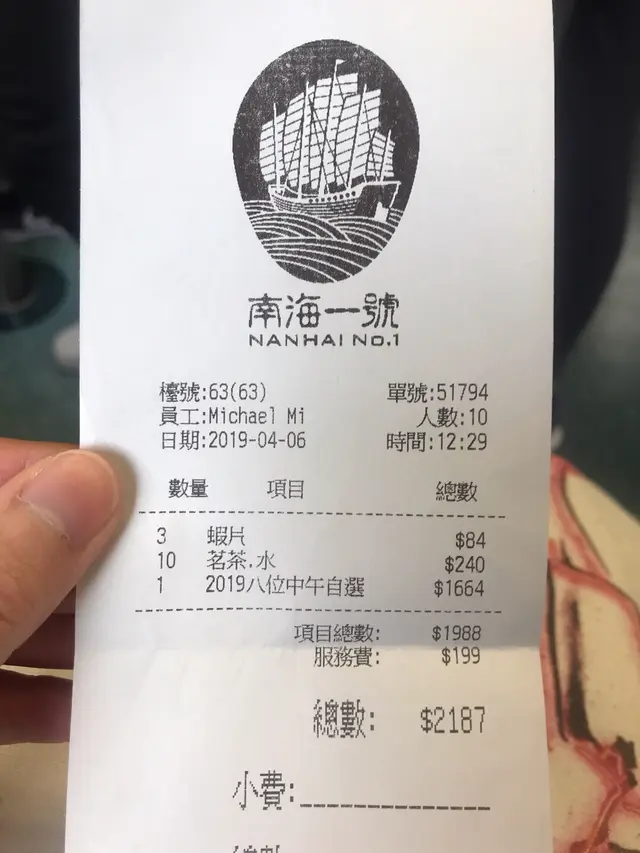 南海一號
NANHAI NO.1
檯號:63(63) 單號:51794
員工:Michael Mi 人數:10
日期:2019-04-06 時間:12:29
數量 項目 總數
3 蝦片 $84
10 茗茶.水 $240
1 2019八位中午自選 $1664
項目總數: $1988
服務費: $199
總數: $2187
小費: